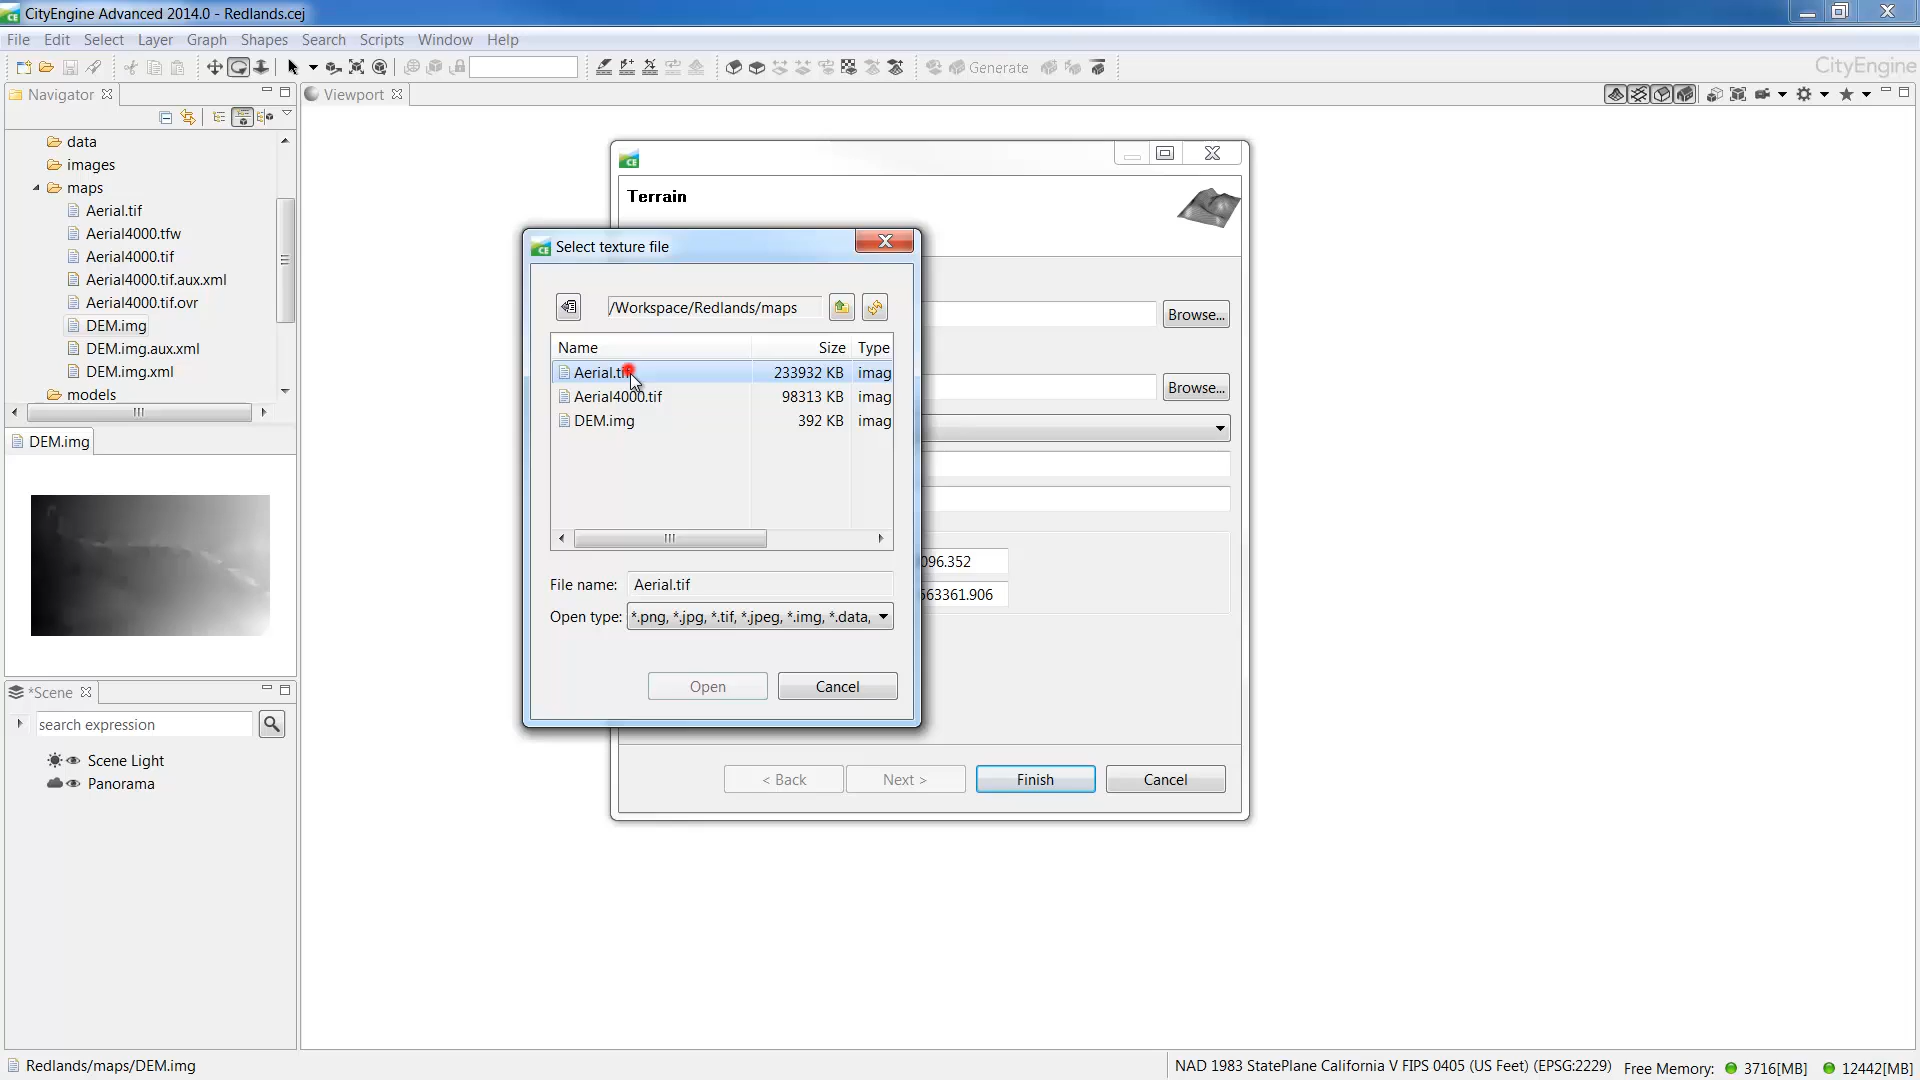 CityEngine Advanced 2014.0 - Redlands.cej
File Edit Select Layer Graph Shapes Search Scripts Window Help
Generate
CityEngine
Navigator
Viewport
data
images
maps
Aerial.tif
Aerial4000.tfw
Aerial4000.tif
Aerial4000.tif.aux.xml
Aerial4000.tif.ovr
DEM.img
DEM.img.aux.xml
DEM.img.xml
models
DEM.img
*Scene
search expression
Scene Light
Panorama
CE
Terrain
Browse...
Browse...
096.352
563361.906
< Back Next > Finish Cancel
CE Select texture file
/Workspace/Redlands/maps
Name Size Type
Aerial.tif 233932 KB imag
Aerial4000.tif 98313 KB imag
DEM.img 392 KB imag
File name: Aerial.tif
Open type: *.png, *.jpg, *.tif, *.jpeg, *.img, *.data,
Open Cancel
Redlands/maps/DEM.img
NAD 1983 StatePlane California V FIPS 0405 (US Feet) (EPSG:2229) Free Memory: 3716[MB] 12442[MB]